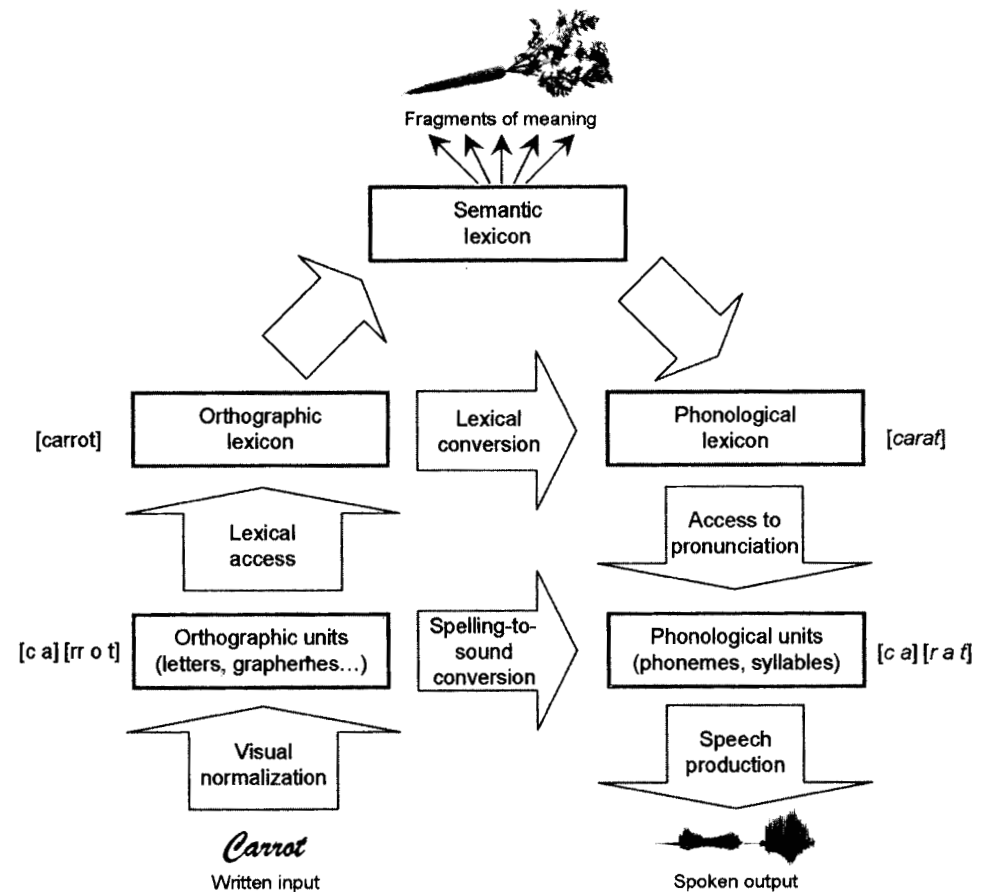 Fragments of meaning
Semantic
lexicon
[carrot]
Orthographic
lexicon
Lexical
conversion
Phonological
lexicon
[carat]
Lexical
access
Access to
pronunciation
[c a] [rr o t]
Orthographic units
(letters, graphemes…)
Spelling-to-
sound
conversion
Phonological units
(phonemes, syllables)
[c a] [r a t]
Visual
normalization
Speech
production
Carrot
Written input
Spoken output